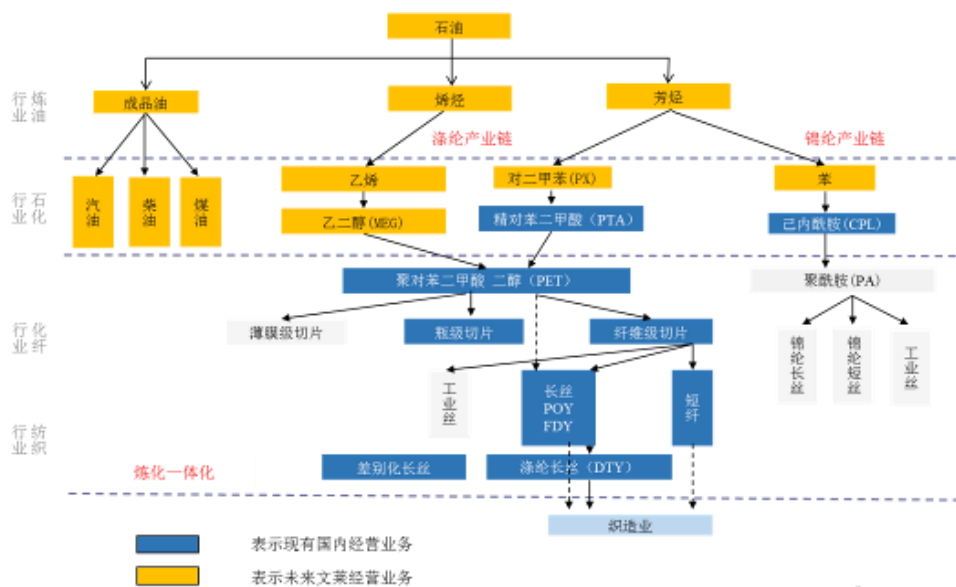 石油
炼油
行业
成品油
烯烃
芳烃
涤纶产业链
锦纶产业链
石化
行业
汽油
柴油
煤油
乙烯
对二甲苯(PX)
苯
乙二醇(MEG)
精对苯二甲酸（PTA）
己内酰胺(CPL)
聚对苯二甲酸 二醇（PET）
聚酰胺(PA)
化纤
行业
薄膜级切片
瓶级切片
纤维级切片
锦纶长丝
锦纶短丝
工业丝
工业丝
长丝
POY
FDY
短纤
纺织
行业
炼化一体化
差别化长丝
涤纶长丝（DTY）
织造业
表示现有国内经营业务
表示未来文莱经营业务